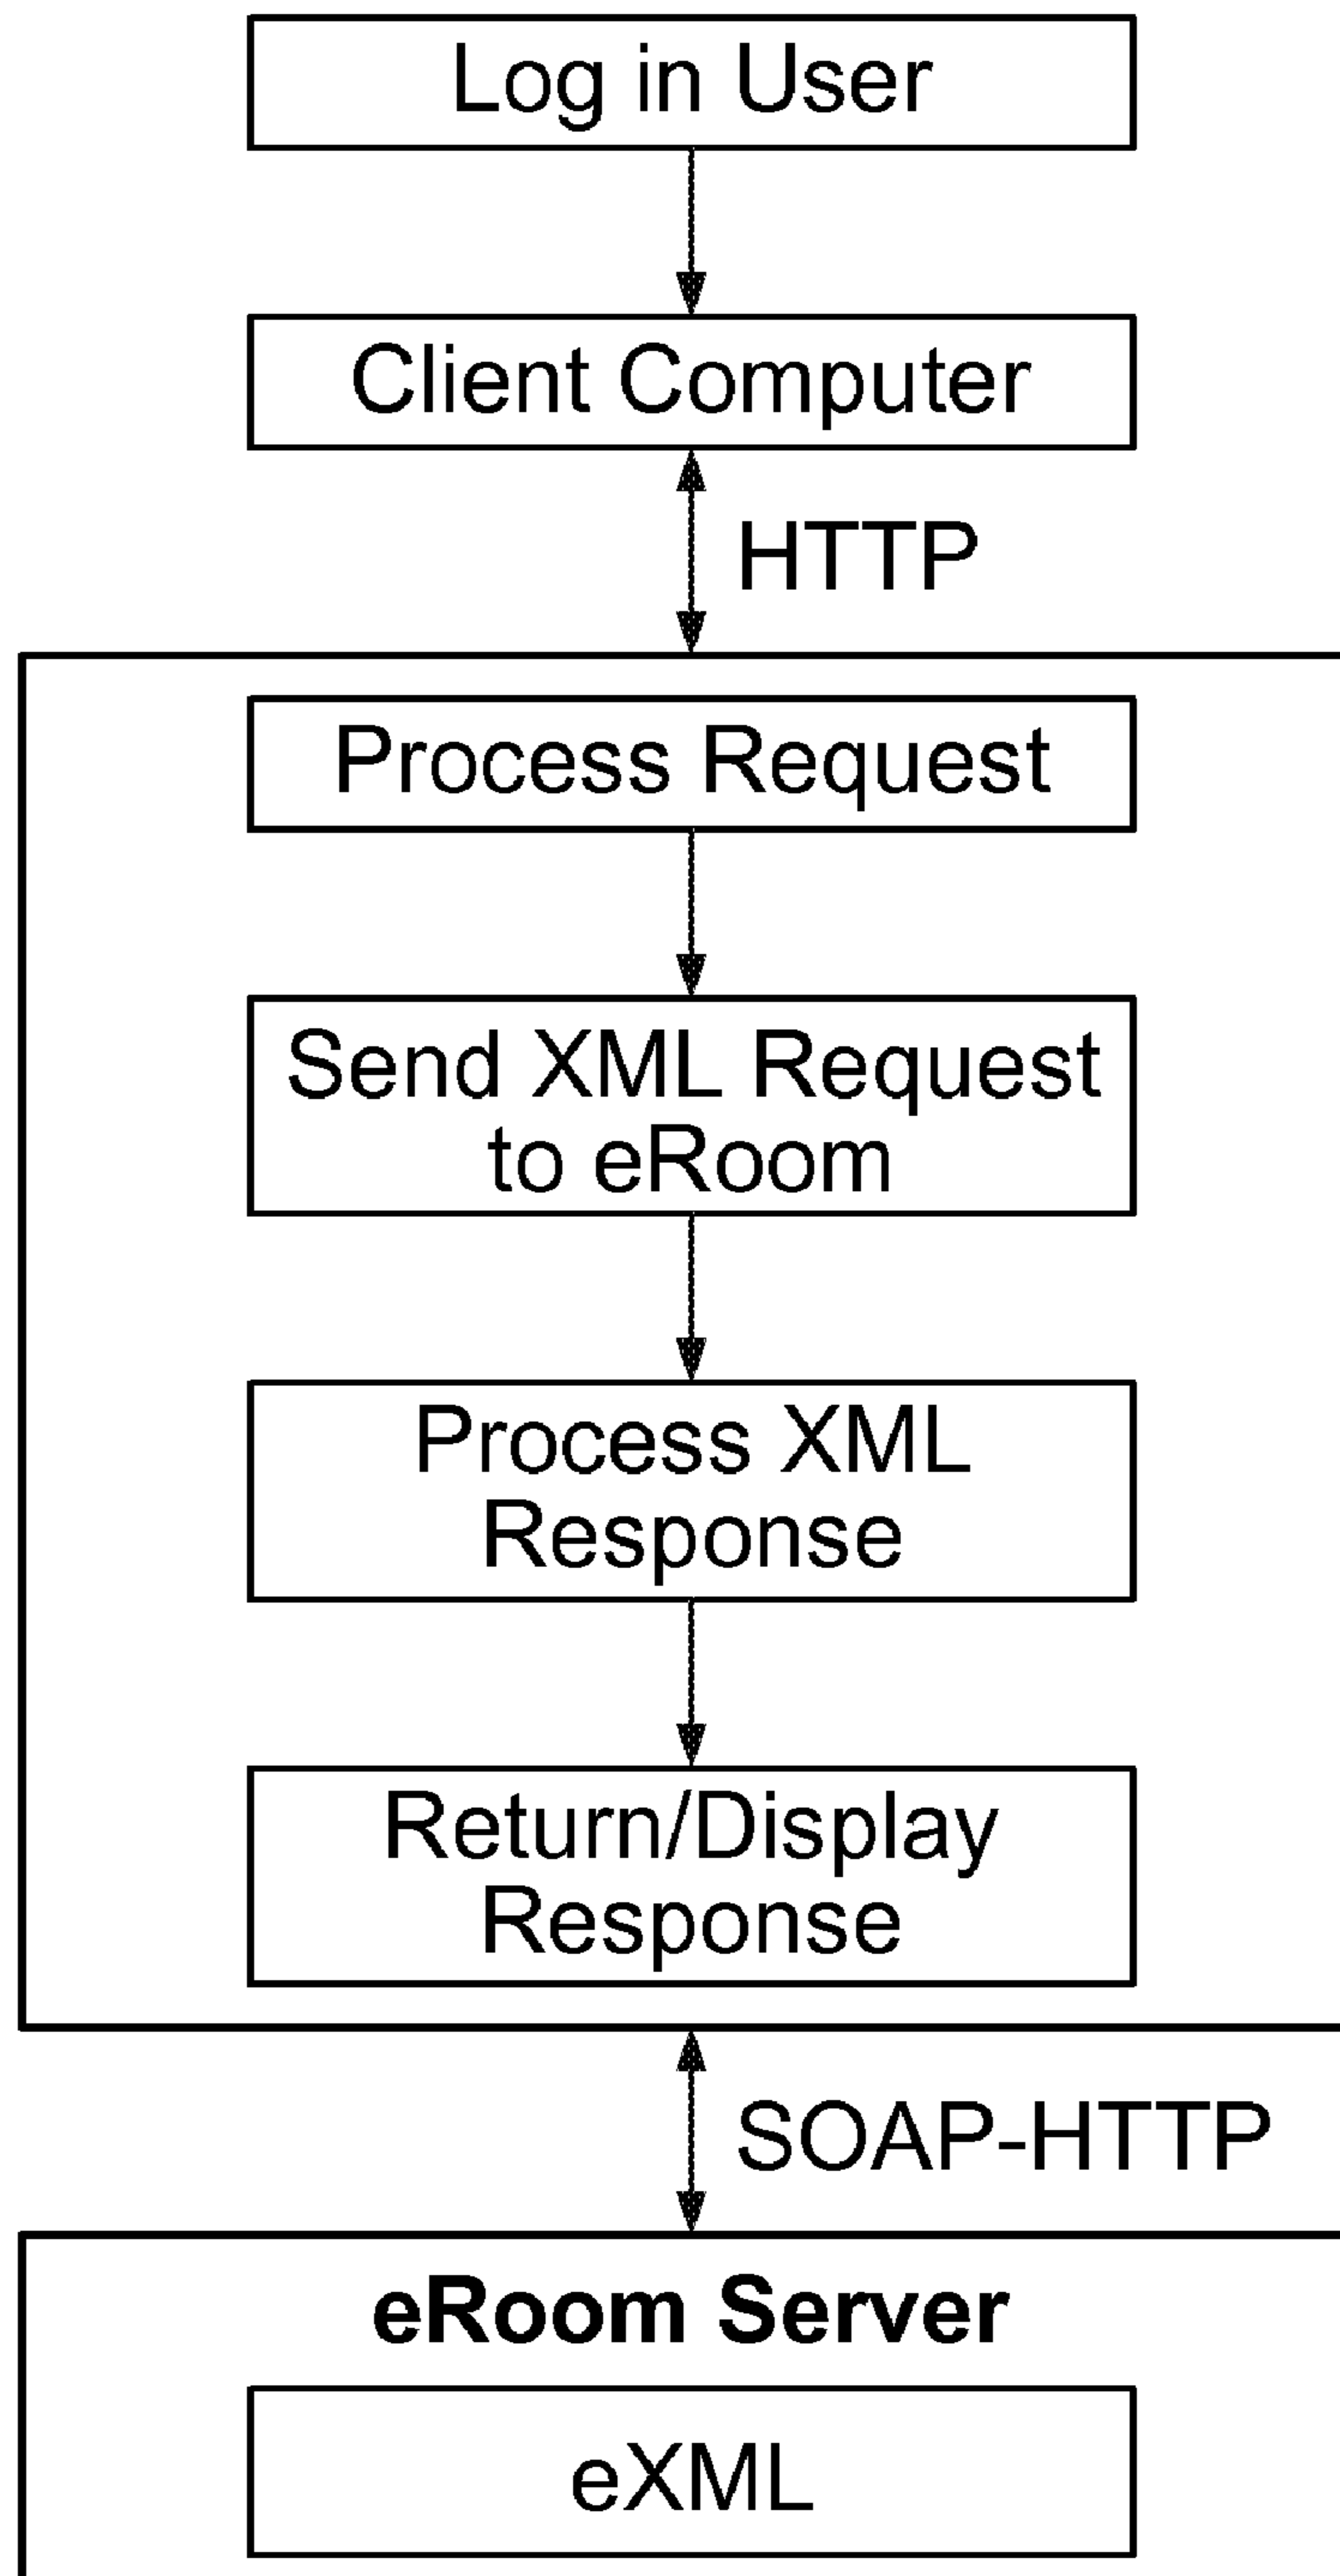 Log in User
Client Computer
HTTP
Process Request
Send XML Request
to eRoom
Process XML
Response
Return/Display
Response
SOAP-HTTP
eRoom Server
eXML